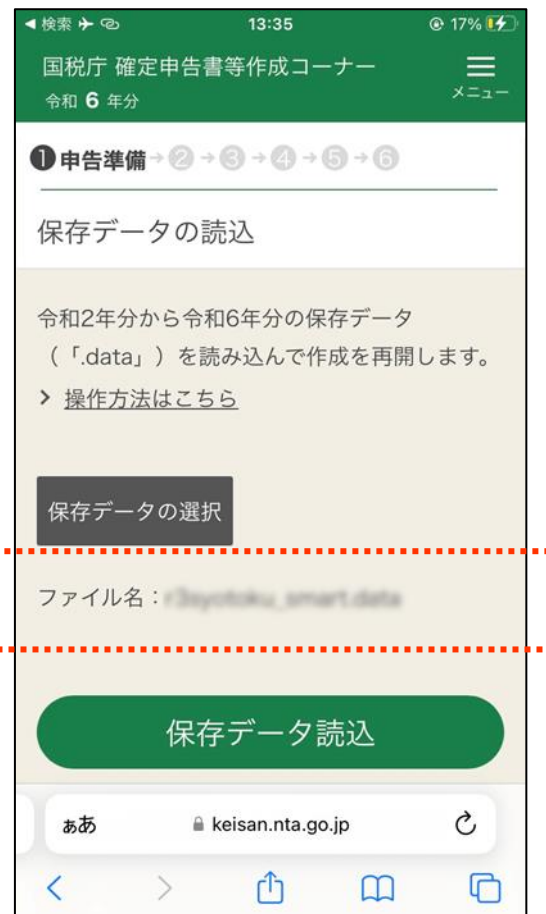 検索
13:35
17%
国税庁 確定申告書等作成コーナー
令和 6 年分
メニュー
1 申告準備 → 2 → 3 → 4 → 5 → 6
保存データの読込
令和2年分から令和6年分の保存データ
（「.data」）を読み込んで作成を再開します。
> 操作方法はこちら
保存データの選択
ファイル名：
保存データ読込
ぁあ
keisan.nta.go.jp